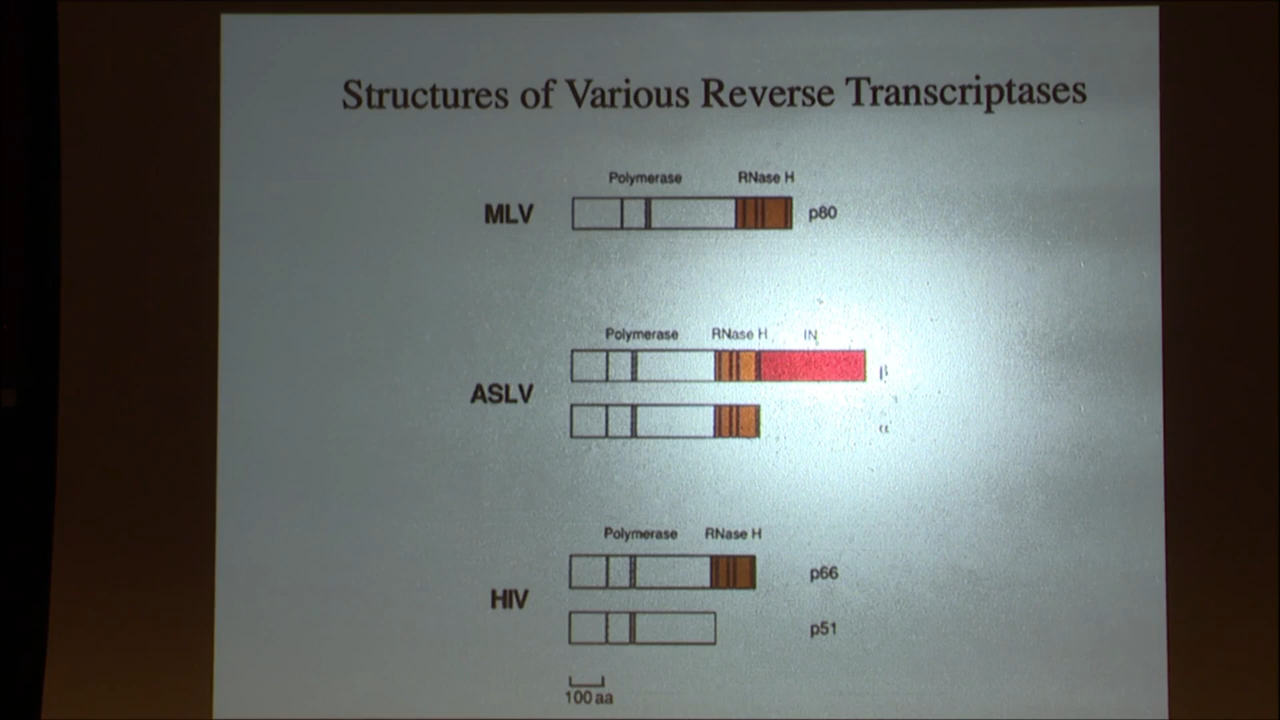 Structures of Various Reverse Transcriptases
Polymerase RNase H
MLV p80
Polymerase RNase H IN
β
ASLV
α
Polymerase RNase H
p66
HIV
p51
100 aa